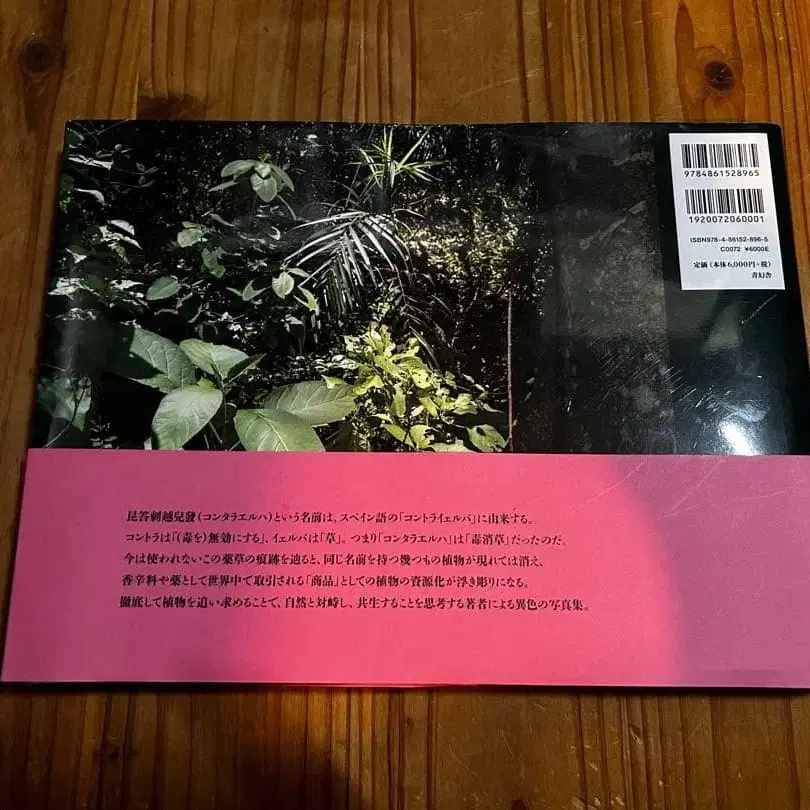 9784861528965
1920072060001
ISBN978-4-86152-896-5
C0072 ¥6000E
定価(本体6,000円+税)
青幻舎
昆答刺越兒發(コンタラエルハ)という名前は、スペイン語の「コントライェルバ」に由来する。
コントラは「(毒を)無効にする」、イェルバは「草」。つまり「コンタラエルハ」は「毒消草」だったのだ。
今は使われないこの薬草の痕跡を辿ると、同じ名前を持つ幾つもの植物が現れては消え、
香辛料や薬として世界中で取引される「商品」としての植物の資源化が浮き彫りになる。
徹底して植物を追い求めることで、自然と対峙し、共生することを思考する著者による異色の写真集。